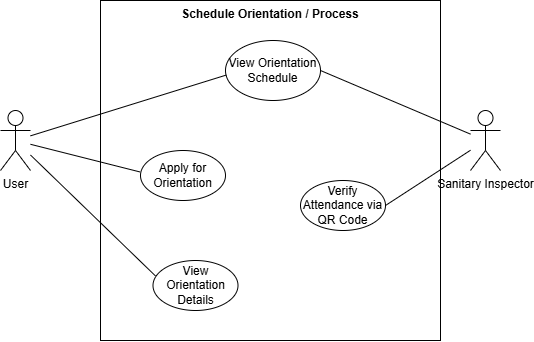 Schedule Orientation / Process
View Orientation
Schedule
User
Apply for
Orientation
Sanitary Inspector
Verify
Attendance via
QR Code
View
Orientation
Details